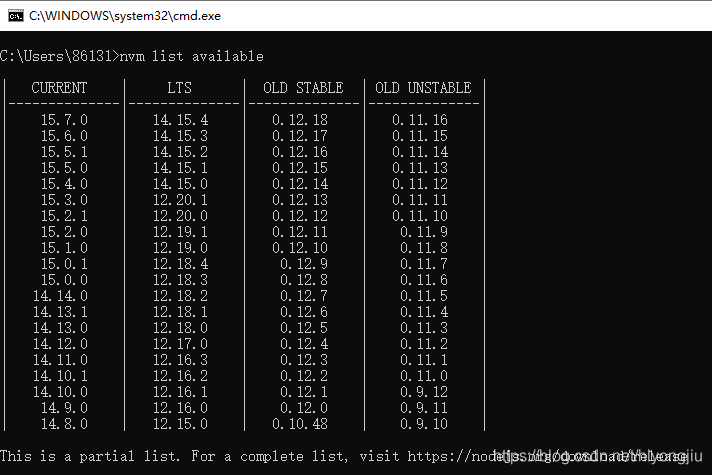 C:\WINDOWS\system32\cmd.exe
C:\Users\86131>nvm list available
CURRENT LTS OLD STABLE OLD UNSTABLE
15.7.0 14.15.4 0.12.18 0.11.16
15.6.0 14.15.3 0.12.17 0.11.15
15.5.1 14.15.2 0.12.16 0.11.14
15.5.0 14.15.1 0.12.15 0.11.13
15.4.0 14.15.0 0.12.14 0.11.12
15.3.0 12.20.1 0.12.13 0.11.11
15.2.1 12.20.0 0.12.12 0.11.10
15.2.0 12.19.1 0.12.11 0.11.9
15.1.0 12.19.0 0.12.10 0.11.8
15.0.1 12.18.4 0.12.9 0.11.7
15.0.0 12.18.3 0.12.8 0.11.6
14.14.0 12.18.2 0.12.7 0.11.5
14.13.1 12.18.1 0.12.6 0.11.4
14.13.0 12.18.0 0.12.5 0.11.3
14.12.0 12.17.0 0.12.4 0.11.2
14.11.0 12.16.3 0.12.3 0.11.1
14.10.1 12.16.2 0.12.2 0.11.0
14.10.0 12.16.1 0.12.1 0.9.12
14.9.0 12.16.0 0.12.0 0.9.11
14.8.0 12.15.0 0.10.48 0.9.10
This is a partial list. For a complete list, visit